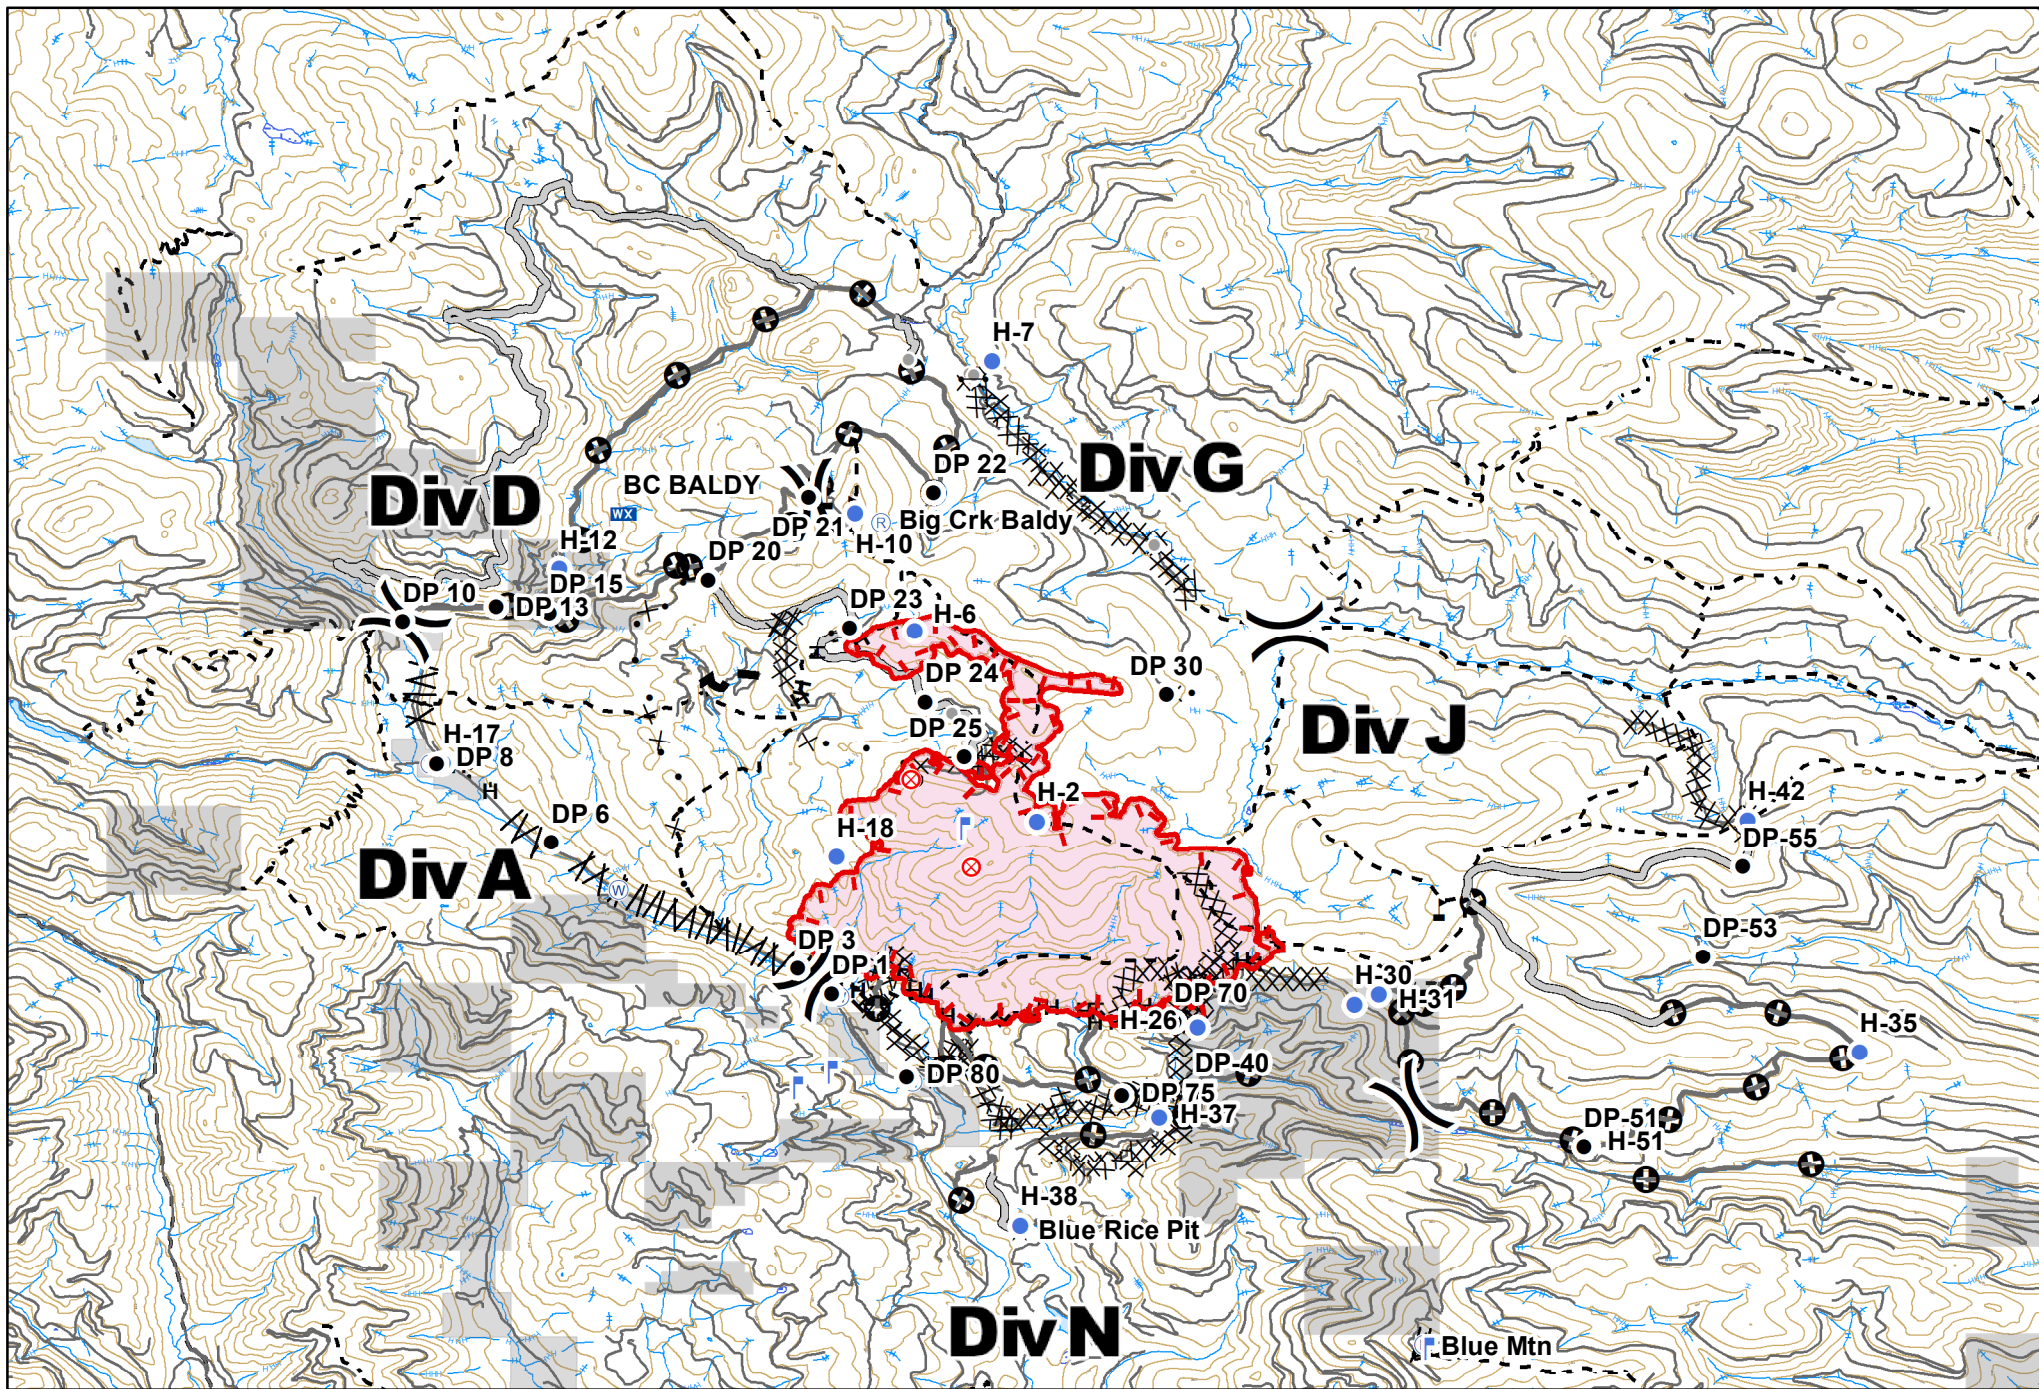 H-7
Div G
DP 22
Div D
BC BALDY
WX
DP 21
R
Big Crk Baldy
H-10
H-12
DP 20
DP 15
DP 10
DP 13
DP 23
H-6
DP 24
DP 30
DP 25
Div J
H-17
DP 8
H
H-2
H-42
DP 6
H-18
DP-55
Div A
W
DP 3
DP 1
DP-53
H-30
H-31
DP 70
H-26
H-35
DP 80
DP-40
DP 75
H-37
DP-51
H-51
H-38
Blue Rice Pit
Div N
Blue Mtn